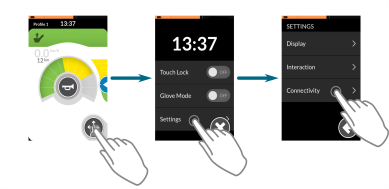 Profile 1 13:37
0.0
12
13:37
Touch Lock OFF
Glove Mode OFF
Settings
SETTINGS
Display
Interaction
Connectivity